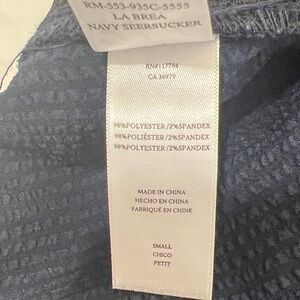 RM-553-935C-5555
LA BREA
NAVY SEERSUCKER
RN#117784
CA 36979
98%POLYESTER/2%SPANDEX
98%POLIÉSTER/2%SPANDEX
98%POLYESTER/2%SPANDEX
MADE IN CHINA
HECHO EN CHINA
FABRIQUÉ EN CHINE
SMALL
CHICO
PETIT